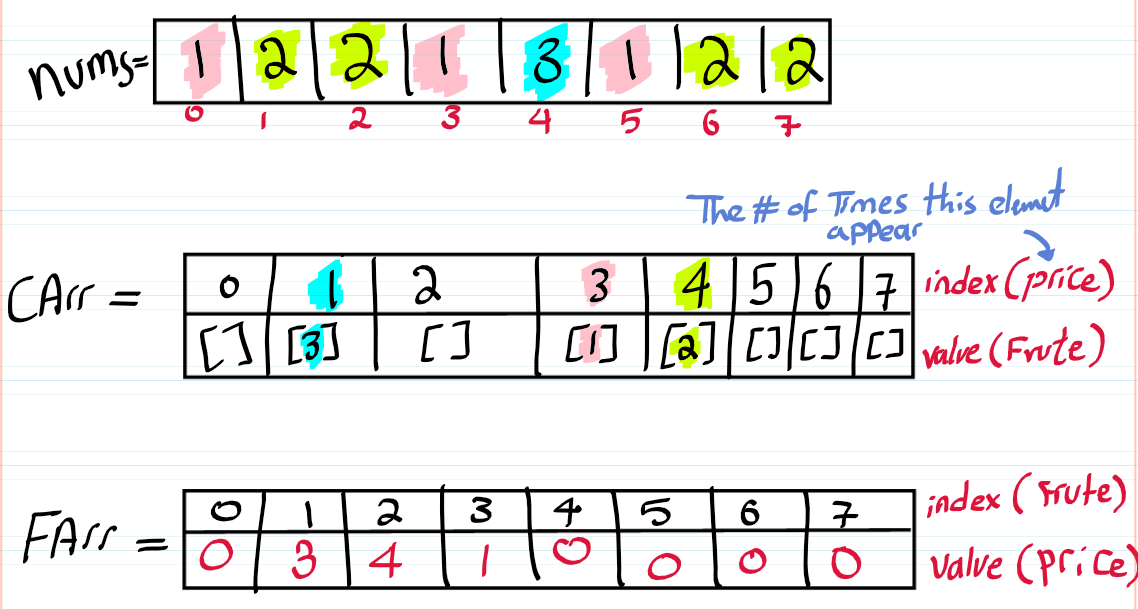 nums= 1 2 2 1 3 1 2 2
0 1 2 3 4 5 6 7
The # of Times this elemet
appear
CArr = 0 1 2 3 4 5 6 7 index (price)
[] [3] [] [1] [2] [] [] [] value (Frute)
FArr = 0 1 2 3 4 5 6 7 index (Frute)
0 3 4 1 0 0 0 0 value (price)